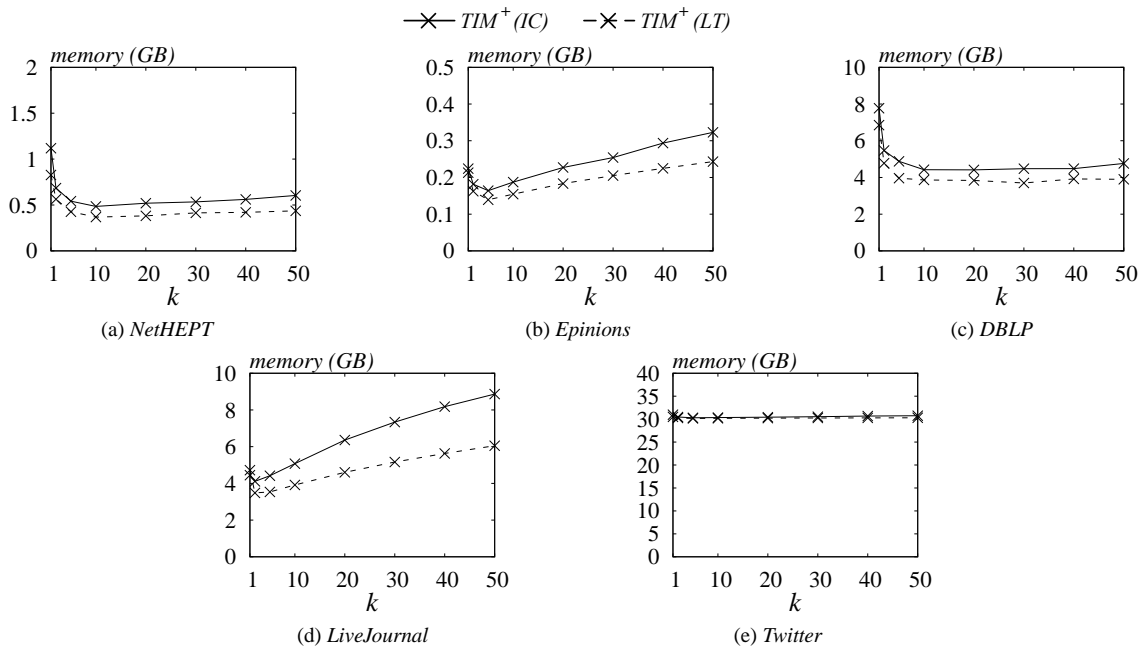 TIM+ (IC) TIM+ (LT)
memory (GB)
2
1.5
1
0.5
0
1 10 20 30 40 50
k
(a) NetHEPT
memory (GB)
0.5
0.4
0.3
0.2
0.1
0
1 10 20 30 40 50
k
(b) Epinions
memory (GB)
10
8
6
4
2
0
1 10 20 30 40 50
k
(c) DBLP
memory (GB)
10
8
6
4
2
0
1 10 20 30 40 50
k
(d) LiveJournal
memory (GB)
40
35
30
25
20
15
10
5
0
1 10 20 30 40 50
k
(e) Twitter